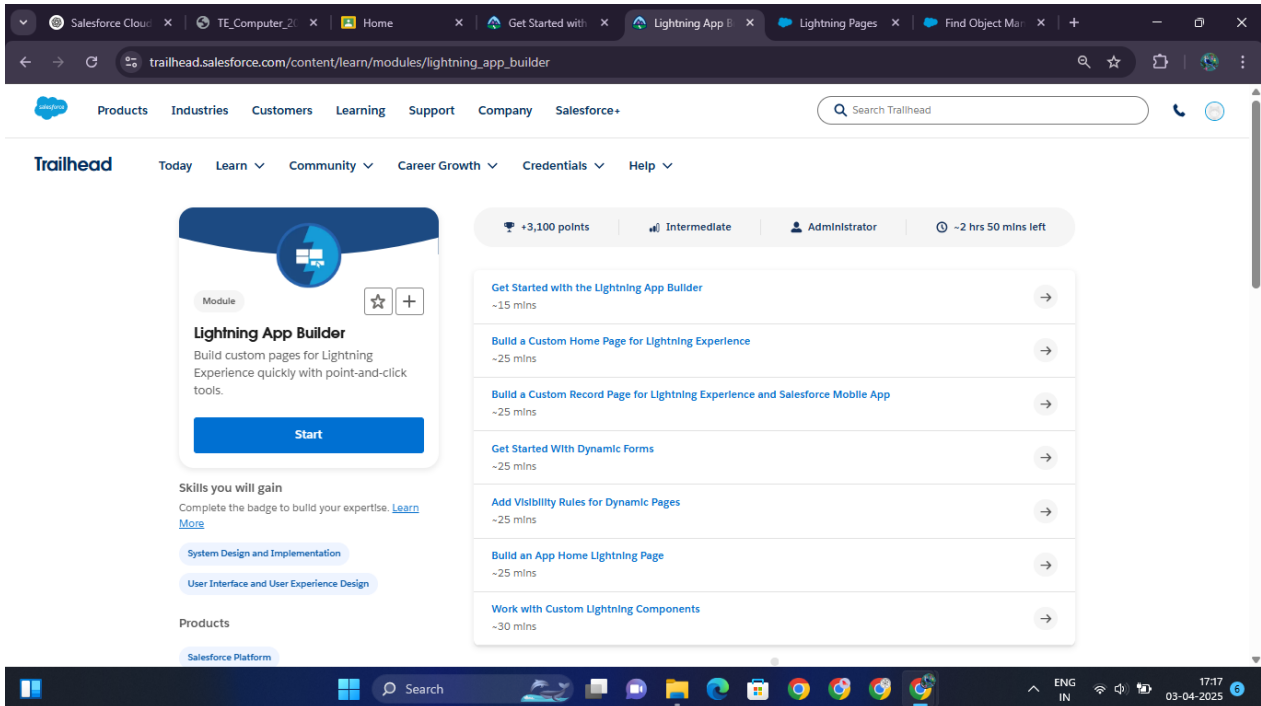 Salesforce Cloud
TE_Computer_20
Home
Get Started with
Lightning App B
Lightning Pages
Find Object Man
trailhead.salesforce.com/content/learn/modules/lightning_app_builder
salesforce
Products Industries Customers Learning Support Company Salesforce+
Search Trailhead
Trailhead
Today Learn Community Career Growth Credentials Help
+3,100 points Intermediate Administrator ~2 hrs 50 mins left
Module
Lightning App Builder
Build custom pages for Lightning
Experience quickly with point-and-click
tools.
Start
Skills you will gain
Complete the badge to build your expertise. Learn
More
System Design and Implementation
User Interface and User Experience Design
Products
Salesforce Platform
Get Started with the Lightning App Builder
~15 mins
Build a Custom Home Page for Lightning Experience
~25 mins
Build a Custom Record Page for Lightning Experience and Salesforce Mobile App
~25 mins
Get Started With Dynamic Forms
~25 mins
Add Visibility Rules for Dynamic Pages
~25 mins
Build an App Home Lightning Page
~25 mins
Work with Custom Lightning Components
~30 mins
Search
ENG
IN
17:17
03-04-2025
6